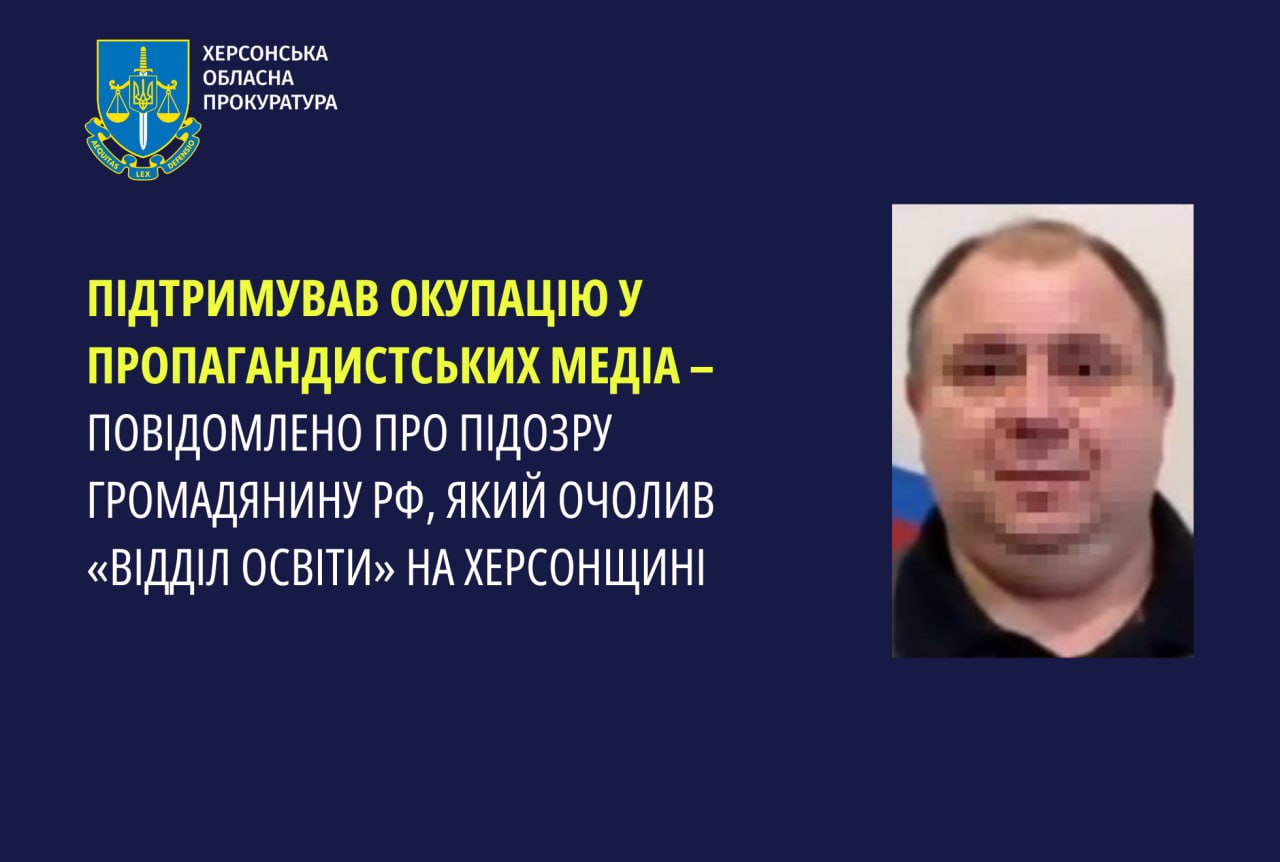 ХЕРСОНСЬКА
ОБЛАСНА
ПРОКУРАТУРА
AEQUITAS LEX DEFENSIO
ПІДТРИМУВАВ ОКУПАЦІЮ У
ПРОПАГАНДИСТСЬКИХ МЕДІА –
ПОВІДОМЛЕНО ПРО ПІДОЗРУ
ГРОМАДЯНИНУ РФ, ЯКИЙ ОЧОЛИВ
«ВІДДІЛ ОСВІТИ» НА ХЕРСОНЩИНІ